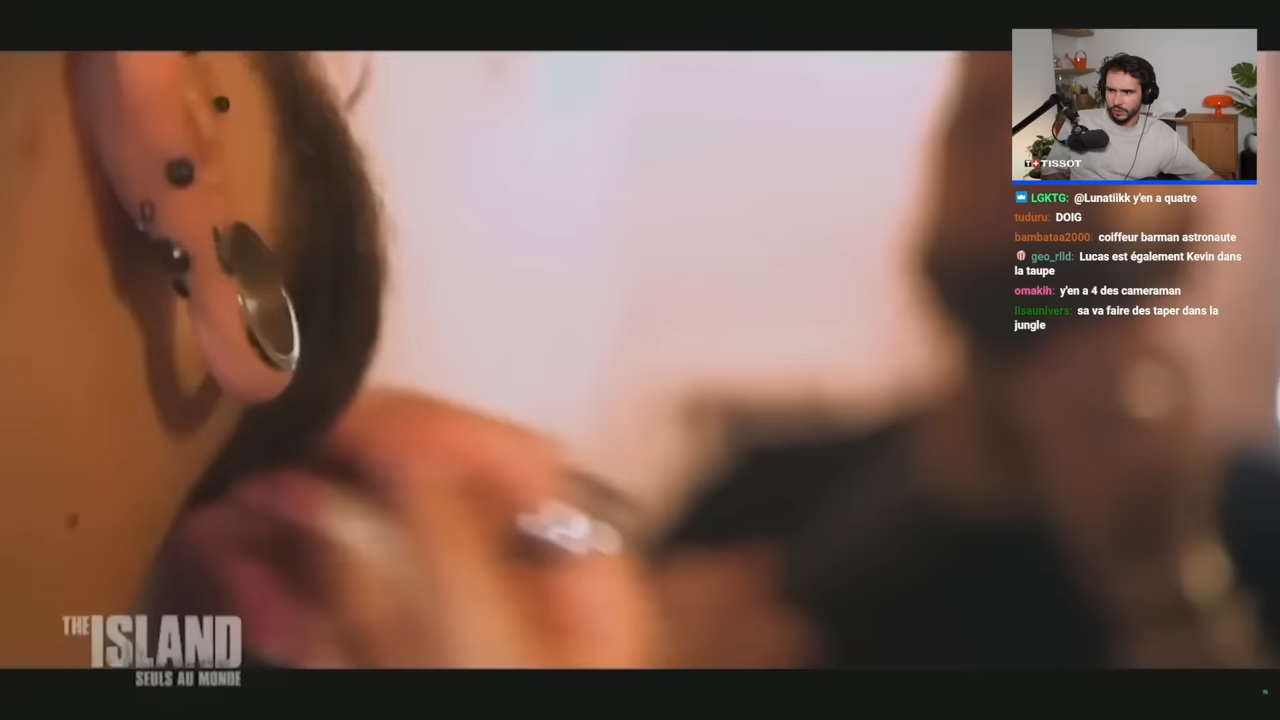 TISSOT
LGKTG: @Lunatiikk y'en a quatre
tuduru: DOIG
bambataa2000: coiffeur barman astronaute
geo_rlld: Lucas est également Kevin dans
la taupe
omakih: y'en a 4 des cameraman
lisaunivers: sa va faire des taper dans la
jungle
THE ISLAND
SEULS AU MONDE